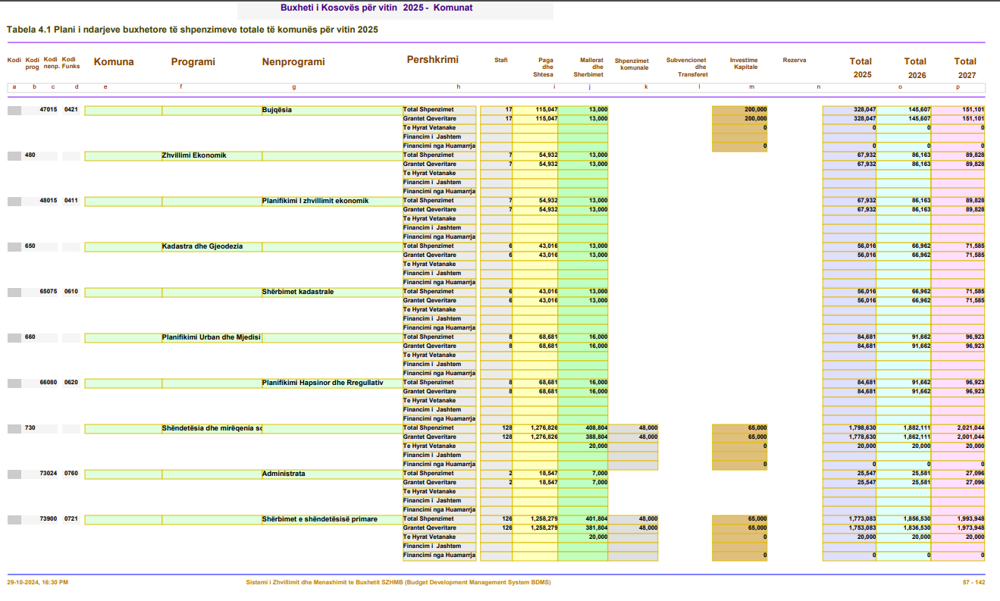 Buxheti i Kosovës për vitin 2025 - Komunat
Tabela 4.1 Plani i ndarjeve buxhetore të shpenzimeve totale të komunës për vitin 2025
Kodi Kodi prog Kodi nenp. Kodi Funks Komuna Programi Nenprogrami Pershkrimi Stafi Paga dhe Shtesa Mallerat dhe Sherbimet Shpenzimet komunale Subvencionet dhe Transferet Investime Kapitale Rezerva Total 2025 Total 2026 Total 2027
a b c d e f g h i j k l m n o p
47015 0421 Bujqësia Total Shpenzimet 17 115,047 13,000 200,000 328,047 145,607 151,101
Grantet Qeveritare 17 115,047 13,000 200,000 328,047 145,607 151,101
Te Hyrat Vetanake 0 0 0 0
Financim i Jashtem
Financimi nga Huamarrja 0 0 0 0
480 Zhvillimi Ekonomik Total Shpenzimet 7 54,932 13,000 67,932 86,163 89,828
Grantet Qeveritare 7 54,932 13,000 67,932 86,163 89,828
Te Hyrat Vetanake
Financim i Jashtem
Financimi nga Huamarrja
48015 0411 Planifikimi I zhvillimit ekonomik Total Shpenzimet 7 54,932 13,000 67,932 86,163 89,828
Grantet Qeveritare 7 54,932 13,000 67,932 86,163 89,828
Te Hyrat Vetanake
Financim i Jashtem
Financimi nga Huamarrja
650 Kadastra dhe Gjeodezia Total Shpenzimet 6 43,016 13,000 56,016 66,962 71,585
Grantet Qeveritare 6 43,016 13,000 56,016 66,962 71,585
Te Hyrat Vetanake
Financim i Jashtem
Financimi nga Huamarrja
65075 0610 Shërbimet kadastrale Total Shpenzimet 6 43,016 13,000 56,016 66,962 71,585
Grantet Qeveritare 6 43,016 13,000 56,016 66,962 71,585
Te Hyrat Vetanake
Financim i Jashtem
Financimi nga Huamarrja
660 Planifikimi Urban dhe Mjedisi Total Shpenzimet 8 68,681 16,000 84,681 91,662 96,923
Grantet Qeveritare 8 68,681 16,000 84,681 91,662 96,923
Te Hyrat Vetanake
Financim i Jashtem
Financimi nga Huamarrja
66080 0620 Planifikimi Hapsinor dhe Rregullativ Total Shpenzimet 8 68,681 16,000 84,681 91,662 96,923
Grantet Qeveritare 8 68,681 16,000 84,681 91,662 96,923
Te Hyrat Vetanake
Financim i Jashtem
Financimi nga Huamarrja
730 Shëndetësia dhe mirëqenia so Total Shpenzimet 128 1,276,826 408,804 48,000 65,000 1,798,630 1,882,111 2,021,044
Grantet Qeveritare 128 1,276,826 388,804 48,000 65,000 1,778,630 1,862,111 2,001,044
Te Hyrat Vetanake 20,000 0 20,000 20,000 20,000
Financim i Jashtem
Financimi nga Huamarrja 0 0 0 0
73024 0760 Administrata Total Shpenzimet 2 18,547 7,000 25,547 25,581 27,096
Grantet Qeveritare 2 18,547 7,000 25,547 25,581 27,096
Te Hyrat Vetanake
Financim i Jashtem
Financimi nga Huamarrja
73900 0721 Shërbimet e shëndetësisë primare Total Shpenzimet 126 1,258,279 401,804 48,000 65,000 1,773,083 1,856,530 1,993,948
Grantet Qeveritare 126 1,258,279 381,804 48,000 65,000 1,753,083 1,836,530 1,973,948
Te Hyrat Vetanake 20,000 0 20,000 20,000 20,000
Financim i Jashtem
Financimi nga Huamarrja 0 0 0 0
29-10-2024, 16:30 PM Sistemi i Zhvillimit dhe Menaxhimit te Buxhetit SZHMB (Budget Development Management System BDMS) 57 - 142